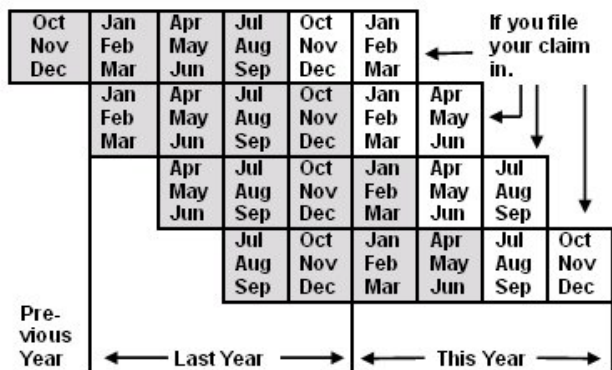 Oct Jan Apr Jul Oct Jan If you file
Nov Feb May Aug Nov Feb your claim
Dec Mar Jun Sep Dec Mar in.
Jan Apr Jul Oct Jan Apr
Feb May Aug Nov Feb May
Mar Jun Sep Dec Mar Jun
Apr Jul Oct Jan Apr Jul
May Aug Nov Feb May Aug
Jun Sep Dec Mar Jun Sep
Jul Oct Jan Apr Jul Oct
Aug Nov Feb May Aug Nov
Sep Dec Mar Jun Sep Dec
Pre-
vious
Year Last Year This Year